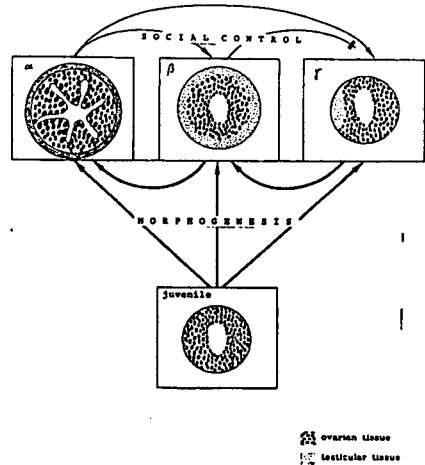 SOCIAL CONTROL
α
β
γ
MORPHOGENESIS
juvenile
ovarian tissue
testicular tissue